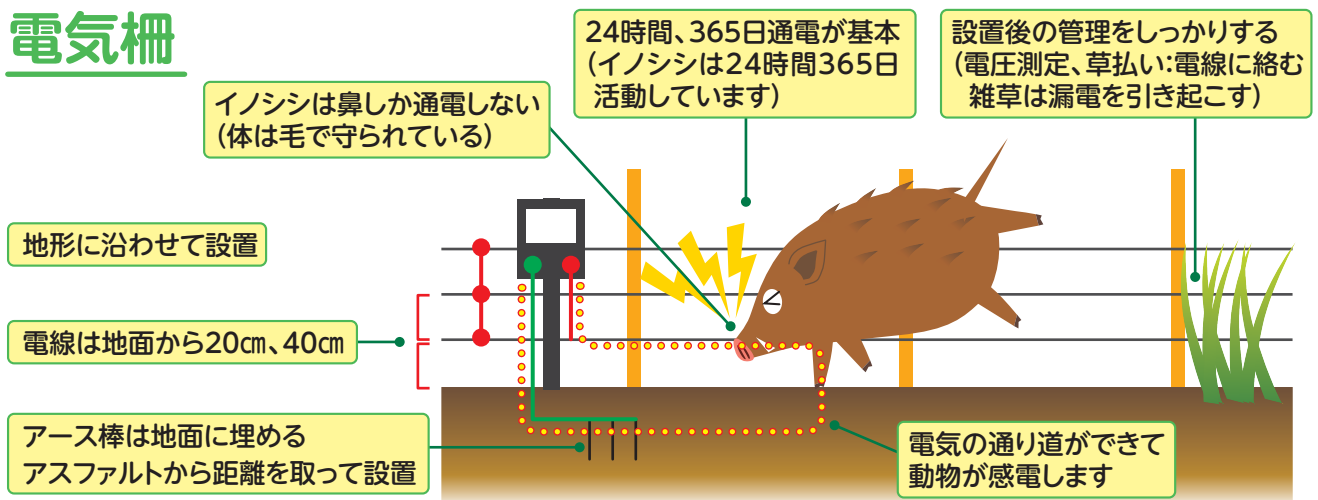 電気柵
24時間、365日通電が基本
(イノシシは24時間365日
活動しています)
設置後の管理をしっかりする
(電圧測定、草払い:電線に絡む
雑草は漏電を引き起こす)
イノシシは鼻しか通電しない
(体は毛で守られている)
地形に沿わせて設置
電線は地面から20㎝、40㎝
アース棒は地面に埋める
アスファルトから距離を取って設置
電気の通り道ができて
動物が感電します